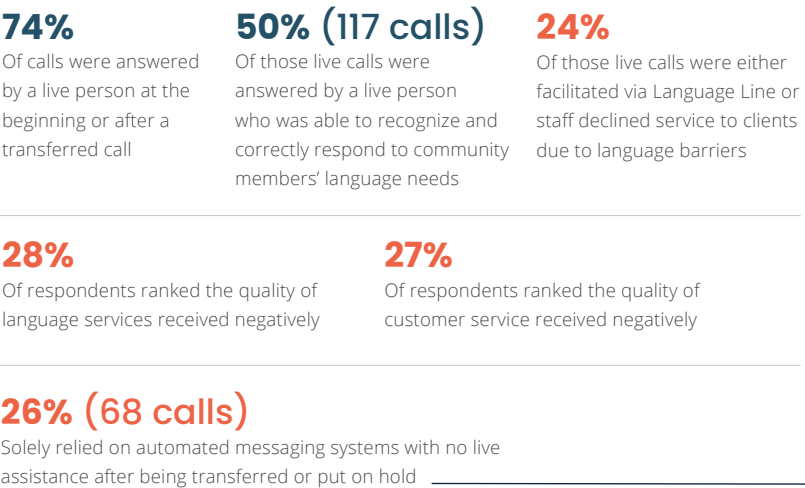 74%
Of calls were answered
by a live person at the
beginning or after a
transferred call
50% (117 calls)
Of those live calls were
answered by a live person
who was able to recognize and
correctly respond to community
members’ language needs
24%
Of those live calls were either
facilitated via Language Line or
staff declined service to clients
due to language barriers
28%
Of respondents ranked the quality of
language services received negatively
27%
Of respondents ranked the quality of
customer service received negatively
26% (68 calls)
Solely relied on automated messaging systems with no live
assistance after being transferred or put on hold